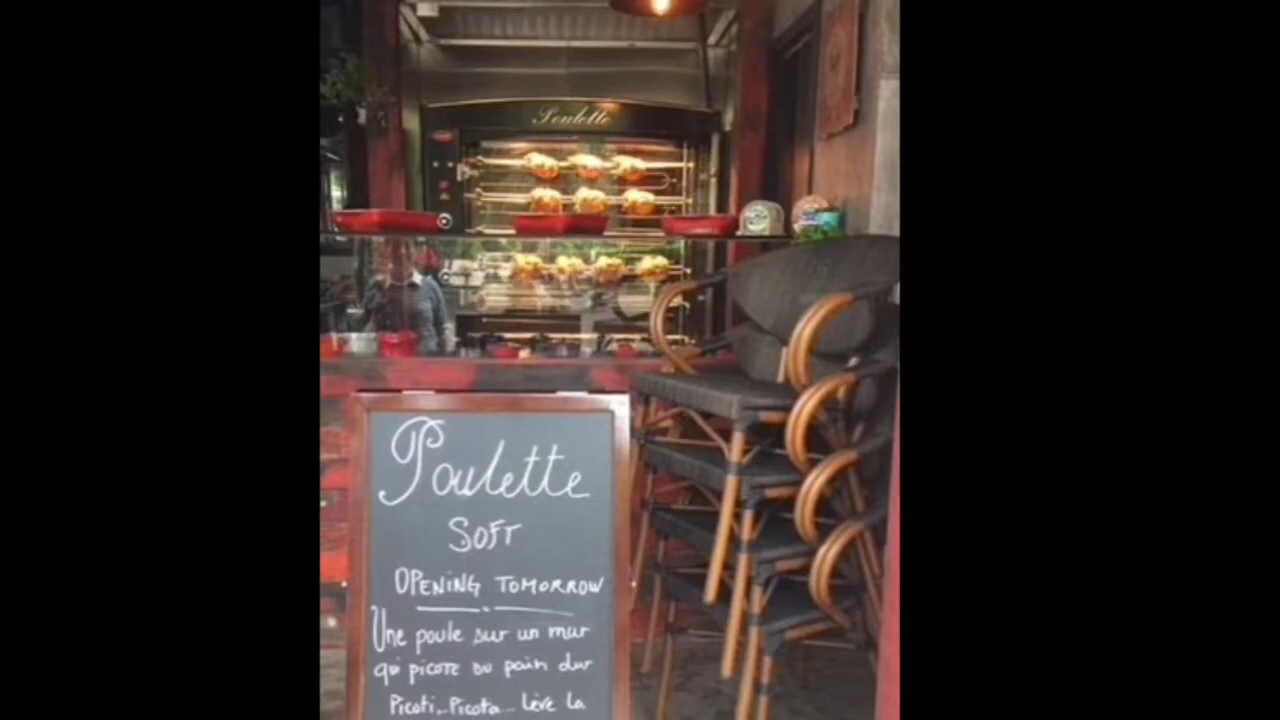 Poulette
Poulette
SOFT
OPENING TOMORROW
Une poule sur un mur
qui picote du pain dur
Picoti.. Picota... lève la